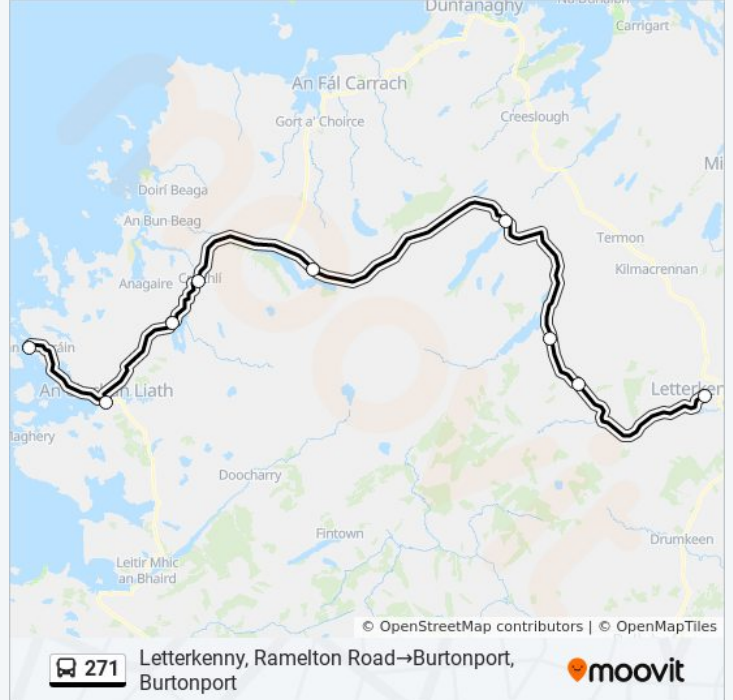 Dunfanaghy
Carrigart
An Fál Carrach
Gort a' Choirce
Creeslough
Doirí Beaga
An Bun Beag
Termon
Kilmacrennan
Anagaire
An
Liath
Doochary
Fintown
Drumkeen
Leitir Mhic
an Bhaird
© OpenStreetMap contributors | © OpenMapTiles
271
Letterkenny, Ramelton Road→Burtonport,
Burtonport
moovit